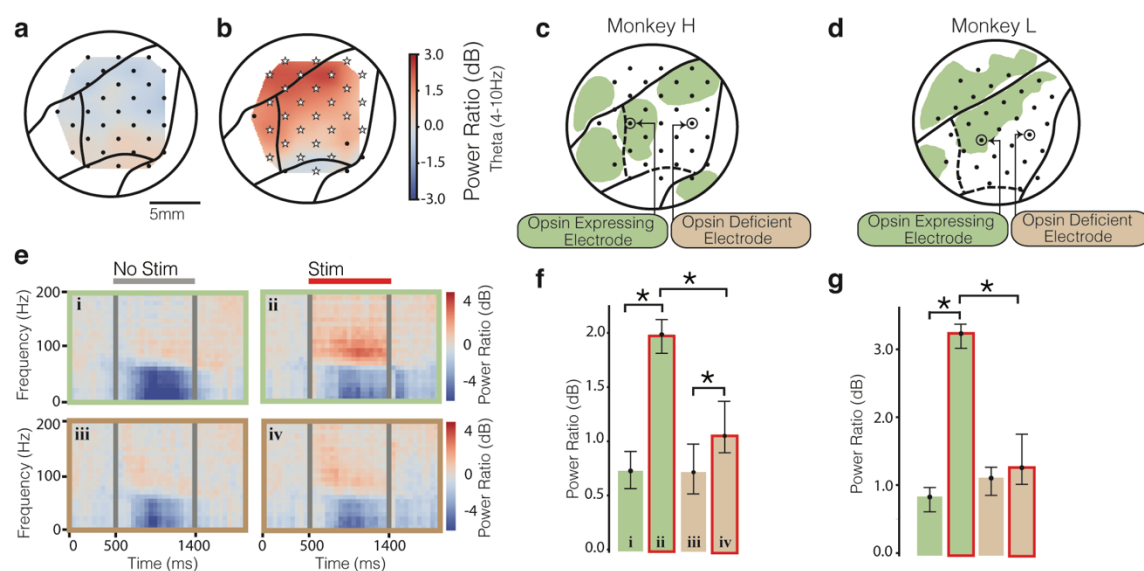 a
b
3.0
1.5
0.0
-1.5
-3.0
Power Ratio (dB)
Theta (4-10Hz)
5mm
c
Monkey H
Opsin Expressing
Electrode
Opsin Deficient
Electrode
d
Monkey L
Opsin Expressing
Electrode
Opsin Deficient
Electrode
e
No Stim
Stim
Frequency (Hz)
200
100
0
i
ii
4
0
-4
Power Ratio (dB)
Frequency (Hz)
200
100
0
iii
iv
4
0
-4
Power Ratio (dB)
0
500
1400
Time (ms)
0
500
1400
Time (ms)
f
Power Ratio (dB)
2.0
1.5
1.0
0.5
0.0
*
*
*
i
ii
iii
iv
g
Power Ratio (dB)
3.0
1.0
0.0
*
*